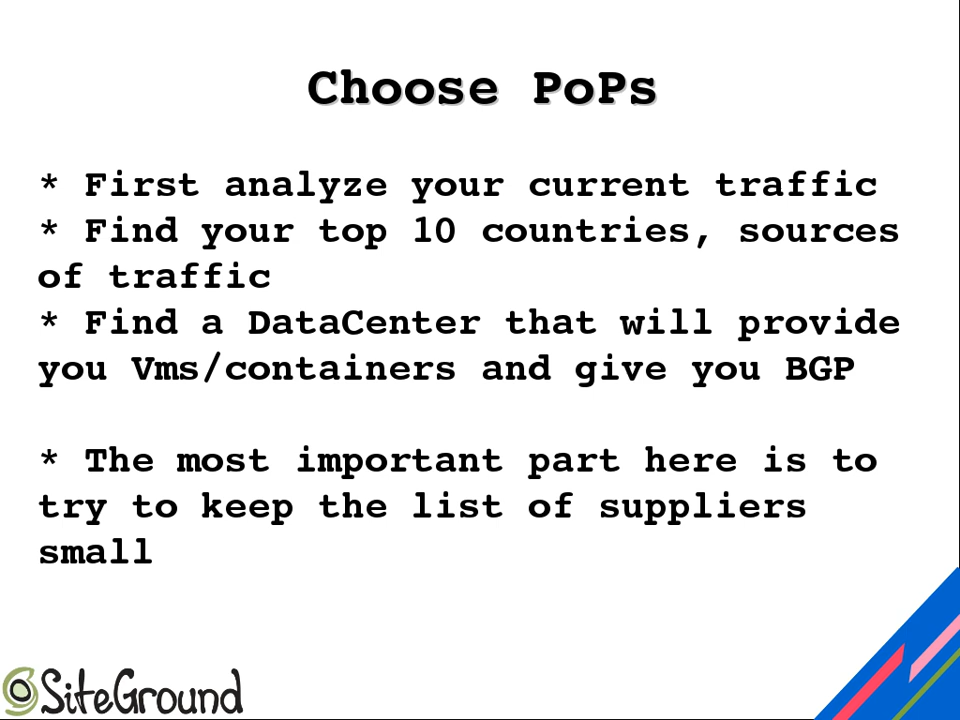 Choose PoPs
* First analyze your current traffic
* Find your top 10 countries, sources
of traffic
* Find a DataCenter that will provide
you Vms/containers and give you BGP
* The most important part here is to
try to keep the list of suppliers
small
SiteGround